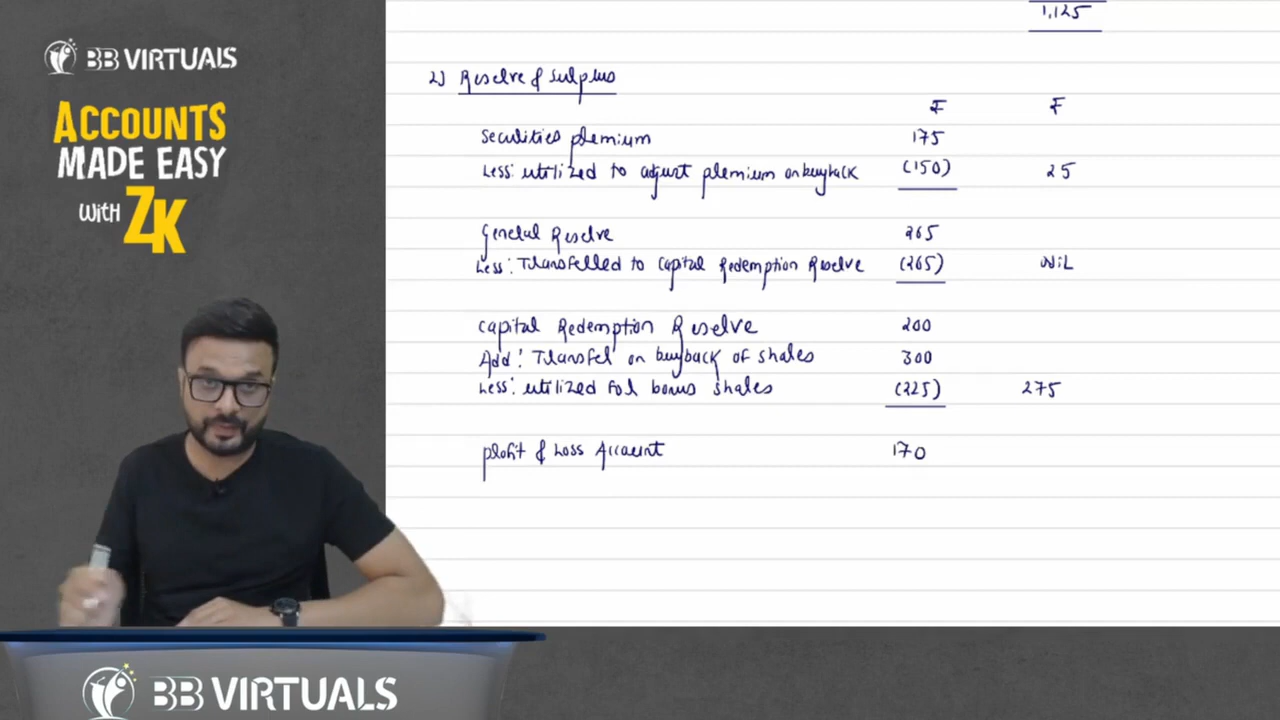 BB VIRTUALS
ACCOUNTS
MADE EASY
WITH ZK
1,125
2) Reserve & Surplus
₹ ₹
Securities premium 175
Less: utilized to adjust premium on buyback (150) 25
General Reserve 265
Less: Transferred to Capital Redemption Reserve (265) NiL
Capital Redemption Reserve 200
Add: Transfer on buyback of shares 300
Less: utilized for bonus shares (225) 275
profit & Loss Account 170
BB VIRTUALS